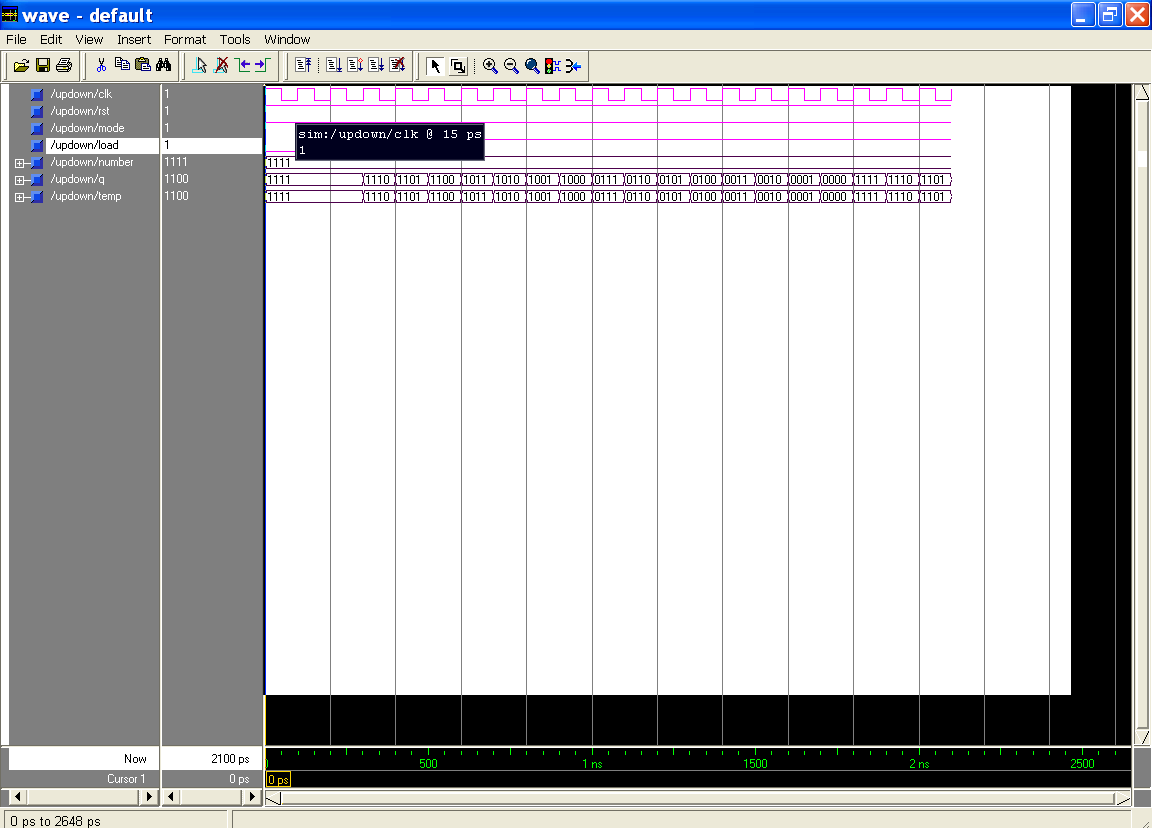 wave - default
File Edit View Insert Format Tools Window
/updown/clk 1
/updown/rst 1
/updown/mode 1
sim:/updown/clk @ 15 ps
/updown/load 1
1
/updown/number 1111 1111
/updown/q 1100 1111 1110 1101 1100 1011 1010 1001 1000 0111 0110 0101 0100 0011 0010 0001 0000 1111 1110 1101
/updown/temp 1100 1111 1110 1101 1100 1011 1010 1001 1000 0111 0110 0101 0100 0011 0010 0001 0000 1111 1110 1101
Now 2100 ps 500 1 ns 1500 2 ns 2500
Cursor 1 0 ps 0 ps
0 ps to 2648 ps